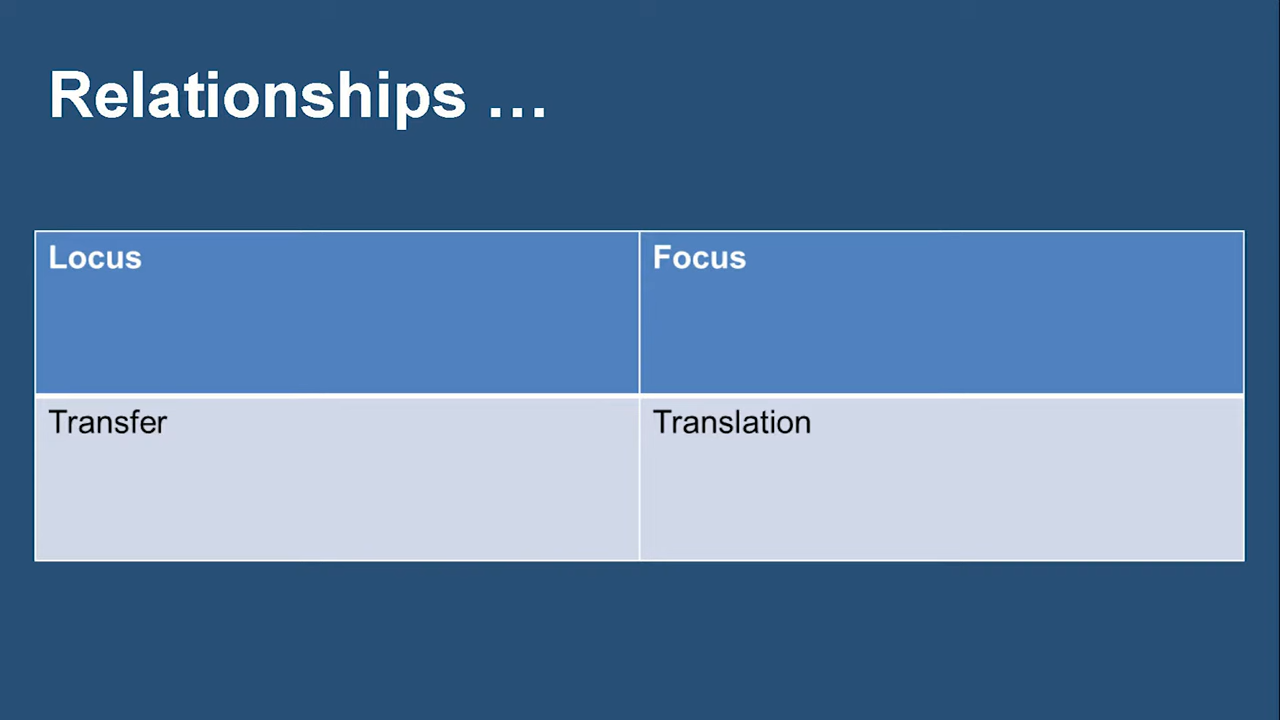 Relationships …
Locus
Focus
Transfer
Translation